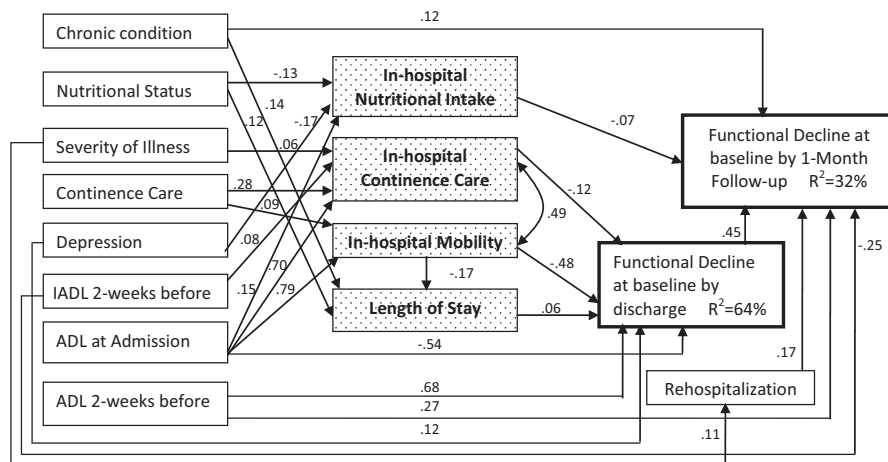 .12
Chronic condition
Nutritional Status
Severity of Illness
Continence Care
Depression
IADL 2-weeks before
ADL at Admission
ADL 2-weeks before
-.13
.14
.12
-.17
.06
.28
.09
.08
.70
.15
.79
In-hospital
Nutritional Intake
In-hospital
Continence Care
In-hospital Mobility
Length of Stay
-.07
-.12
.49
-.48
-.17
.06
-.54
.68
.27
.12
Functional Decline at
baseline by 1-Month
Follow-up R²=32%
.45
-.25
Functional Decline
at baseline by
discharge R²=64%
.17
Rehospitalization
.11